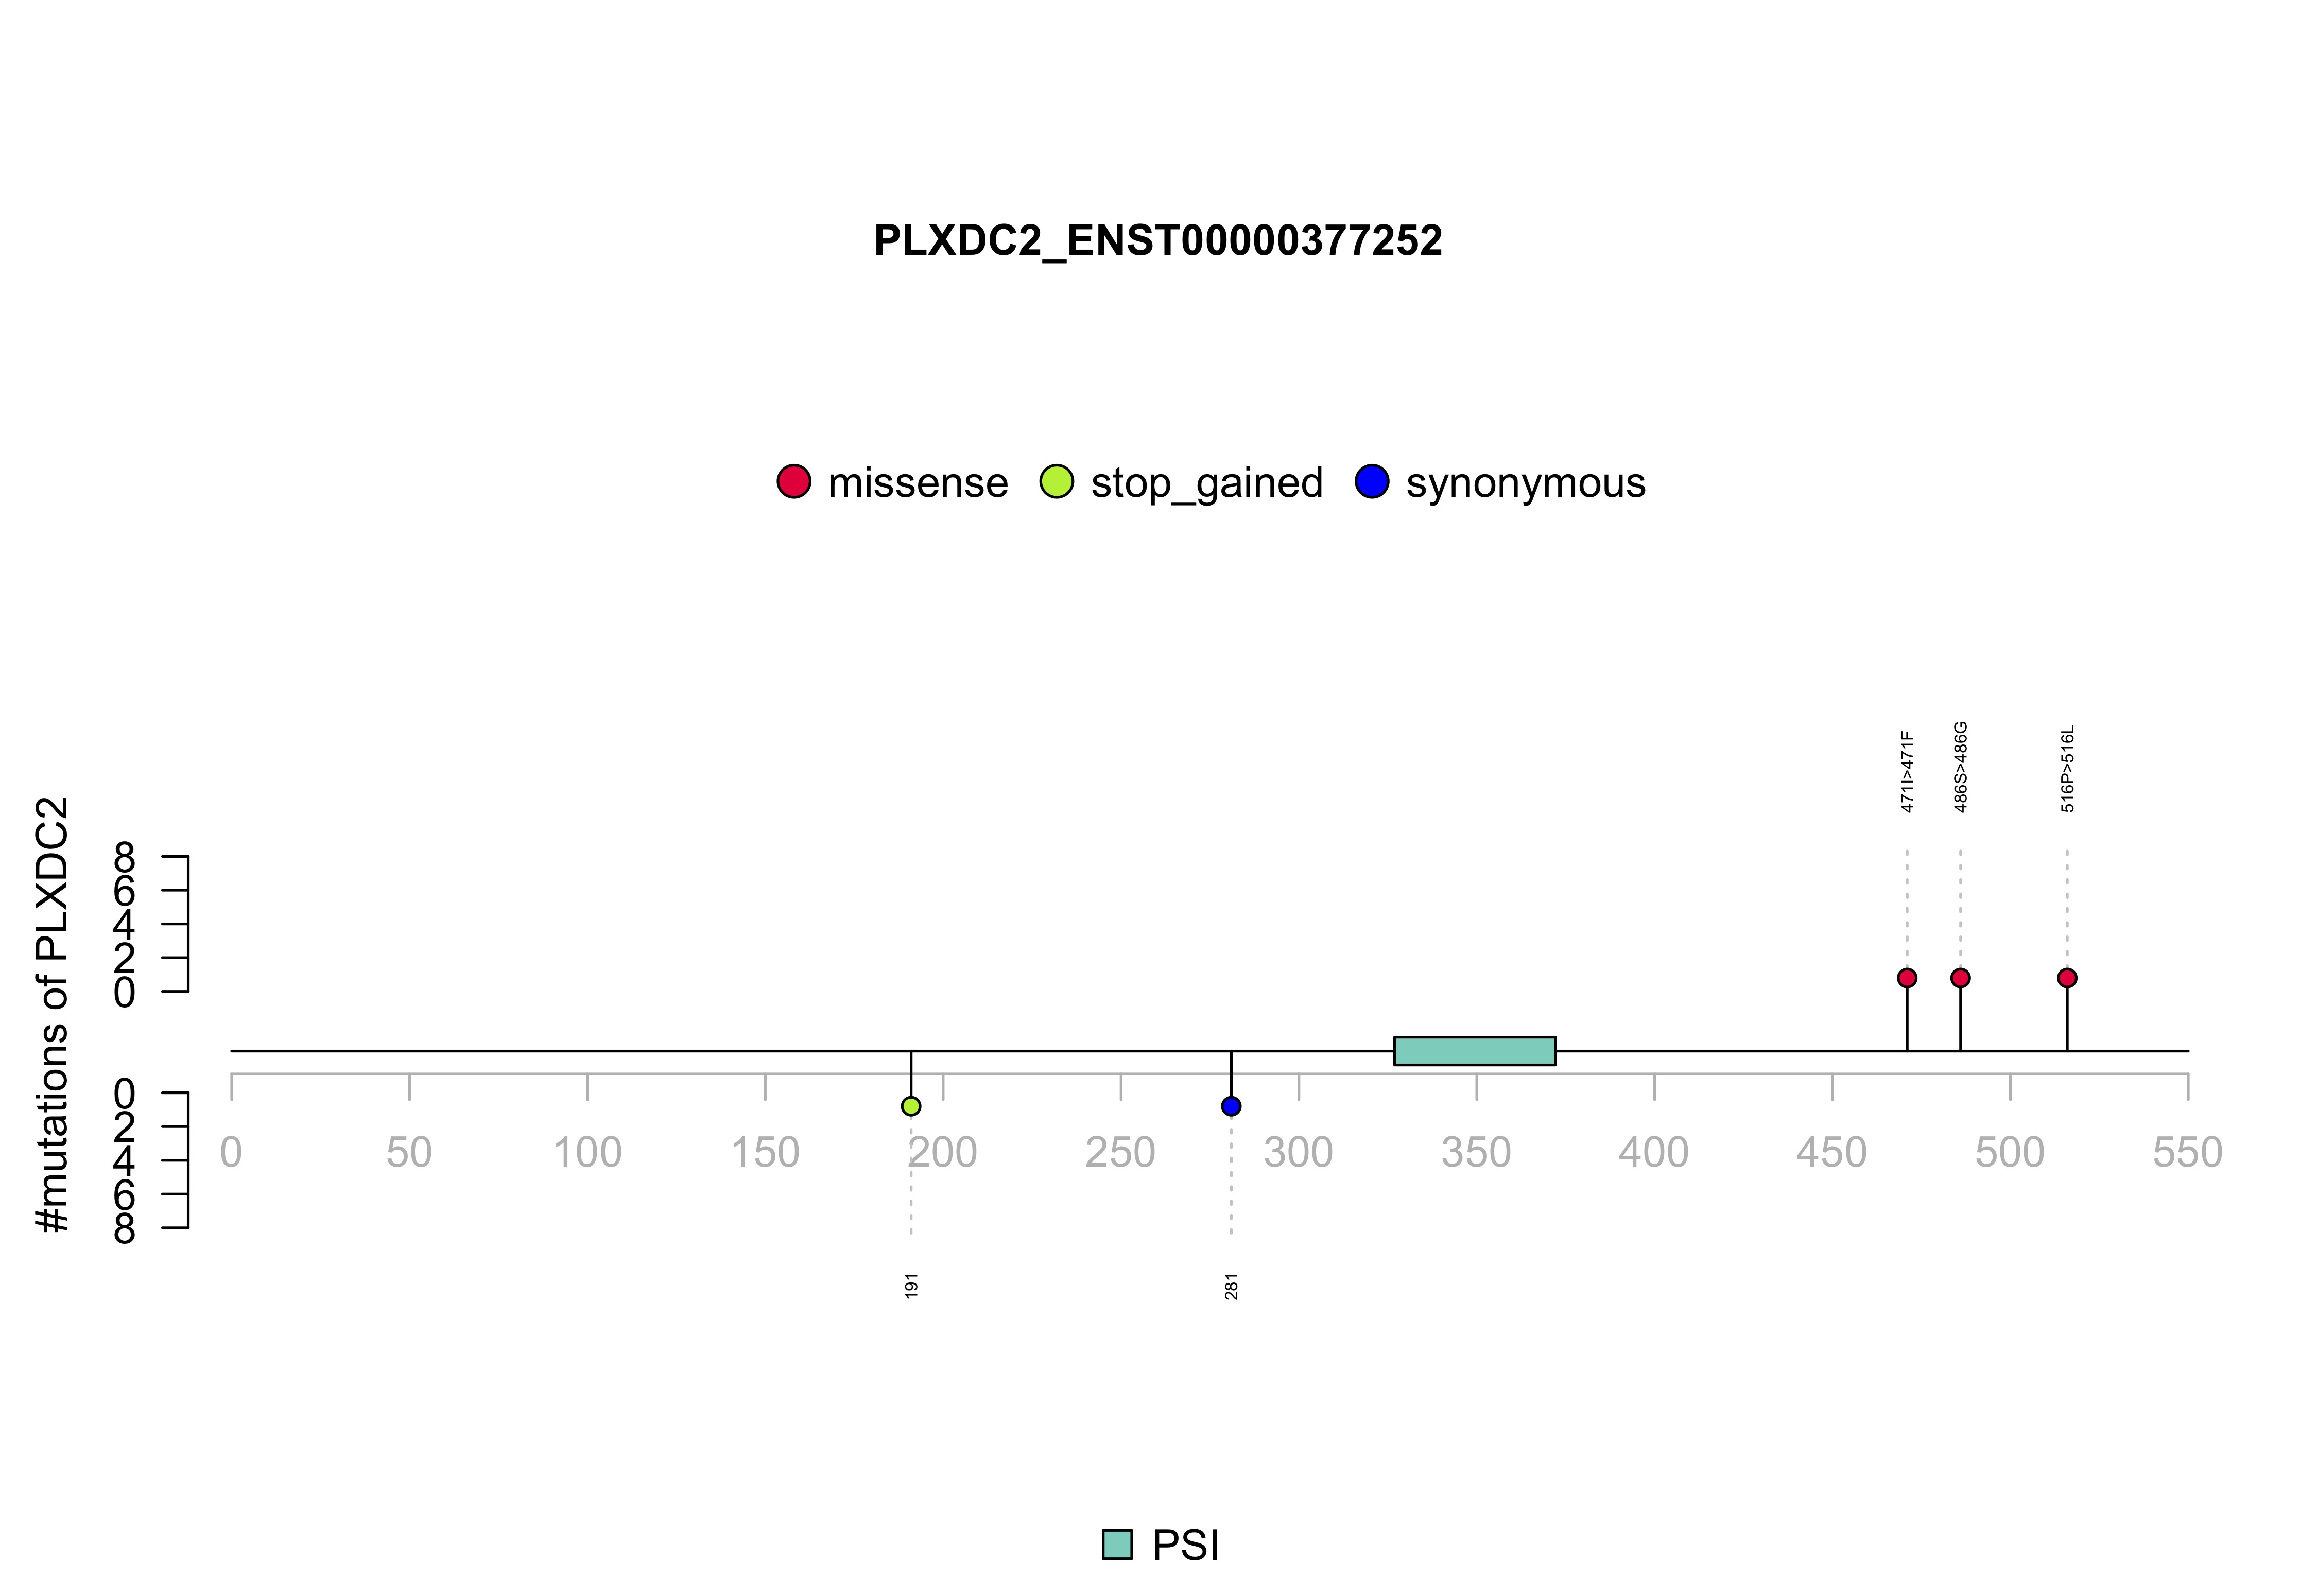 PLXDC2_ENST00000377252
missense stop_gained synonymous
471I>471F 486S>486G 516P>516L
#mutations of PLXDC2
8
6
4
2
0
0
2
4
6
8
0 50 100 150 200 250 300 350 400 450 500 550
191 281
PSI